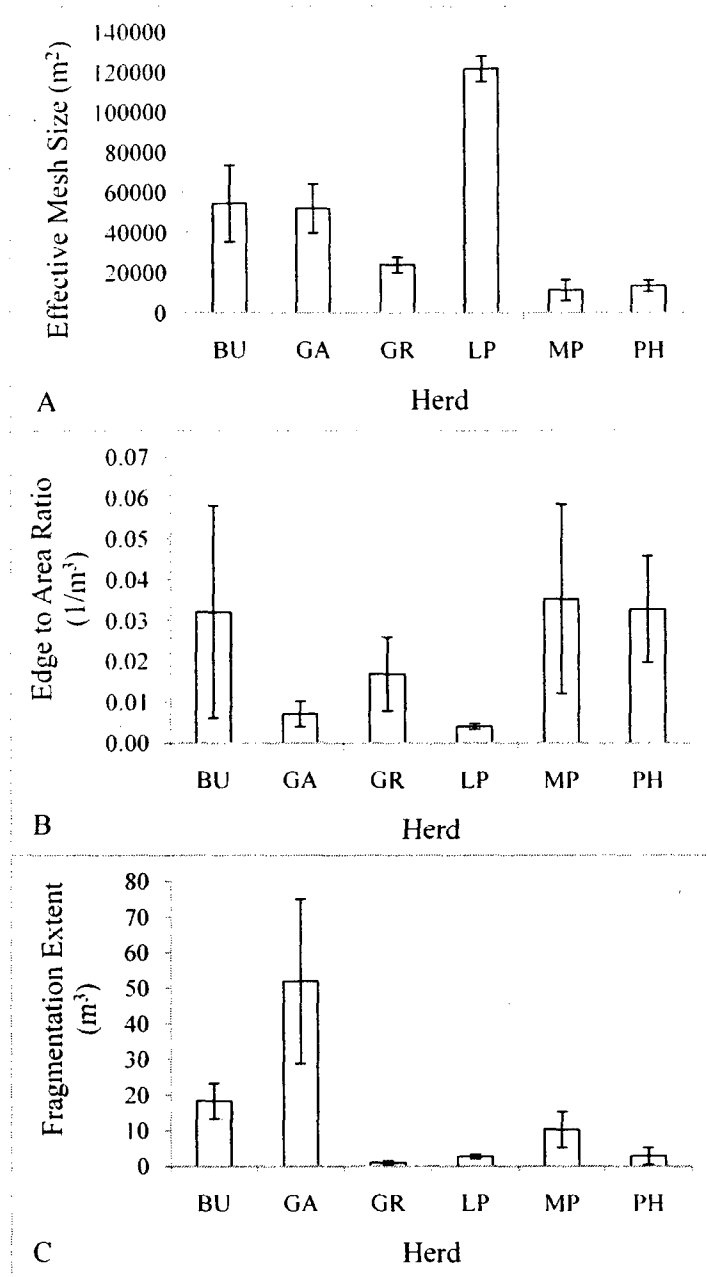 Effective Mesh Size (m²)
140000
120000
100000
80000
60000
40000
20000
0
BU GA GR LP MP PH
A Herd
Edge to Area Ratio
(1/m³)
0.07
0.06
0.05
0.04
0.03
0.02
0.01
0.00
BU GA GR LP MP PH
B Herd
Fragmentation Extent
(m³)
80
70
60
50
40
30
20
10
0
BU GA GR LP MP PH
C Herd